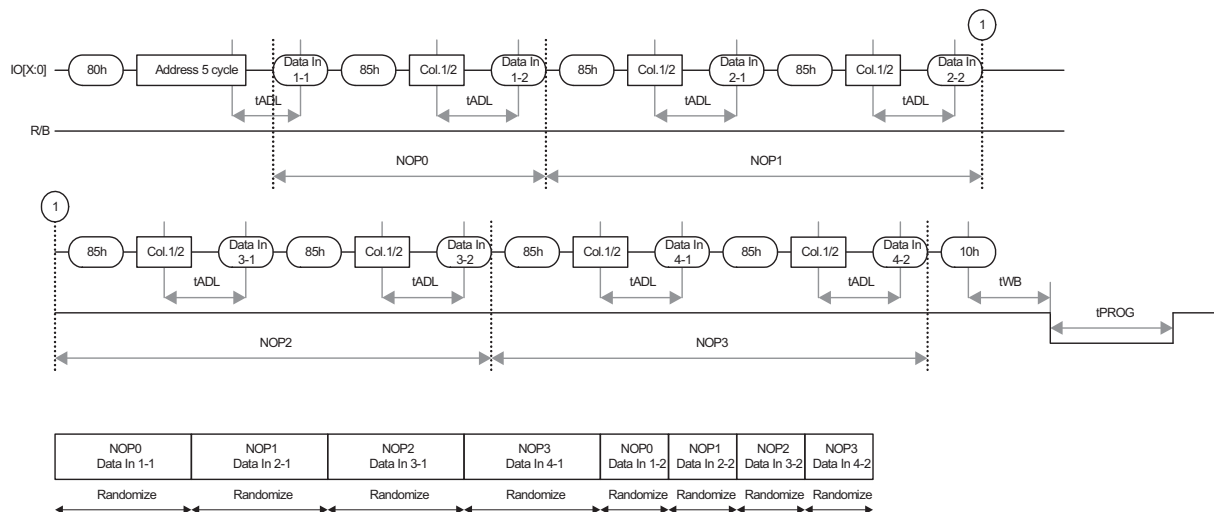 1
IO[X:0] 80h Address 5 cycle Data In 1-1 85h Col.1/2 Data In 1-2 85h Col.1/2 Data In 2-1 85h Col.1/2 Data In 2-2
tADL tADL tADL tADL
R/B
NOP0 NOP1
1
85h Col.1/2 Data In 3-1 85h Col.1/2 Data In 3-2 85h Col.1/2 Data In 4-1 85h Col.1/2 Data In 4-2 10h
tADL tADL tADL tADL tWB
tPROG
NOP2 NOP3
NOP0 NOP1 NOP2 NOP3 NOP0 NOP1 NOP2 NOP3
Data In 1-1 Data In 2-1 Data In 3-1 Data In 4-1 Data In 1-2 Data In 2-2 Data In 3-2 Data In 4-2
Randomize Randomize Randomize Randomize Randomize Randomize Randomize Randomize